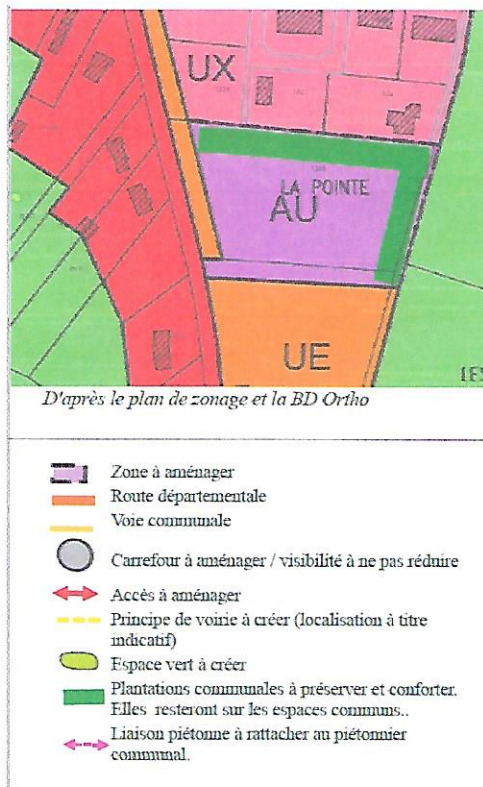 UX
LA POINTE
AU
UE
LES
D'après le plan de zonage et la BD Ortho
Zone à aménager
Route départementale
Voie communale
Carrefour à aménager / visibilité à ne pas réduire
Accès à aménager
Principe de voirie à créer (localisation à titre
indicatif)
Espace vert à créer
Plantations communales à préserver et conforter.
Elles resteront sur les espaces communs..
Liaison piétonne à rattacher au piétonnier
communal.